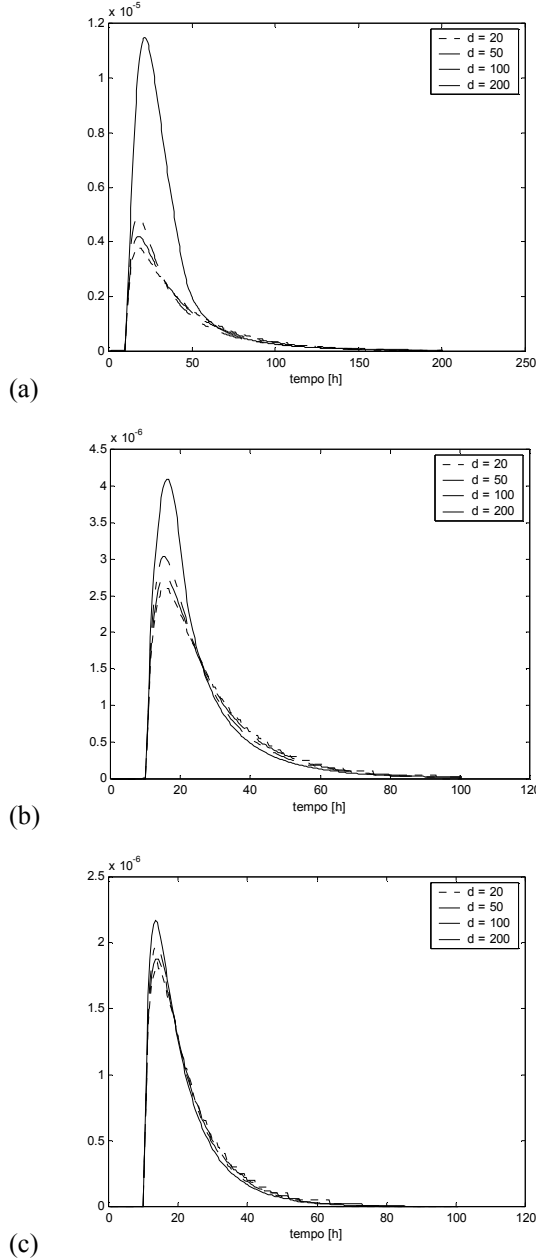 x 10-5
1.2
1
0.8
0.6
0.4
0.2
0
0 50 100 150 200 250
tempo [h]
d = 20
d = 50
d = 100
d = 200
(a)
x 10-6
4.5
4
3.5
3
2.5
2
1.5
1
0.5
0
0 20 40 60 80 100 120
tempo [h]
d = 20
d = 50
d = 100
d = 200
(b)
x 10-6
2.5
2
1.5
1
0.5
0
0 20 40 60 80 100 120
tempo [h]
d = 20
d = 50
d = 100
d = 200
(c)